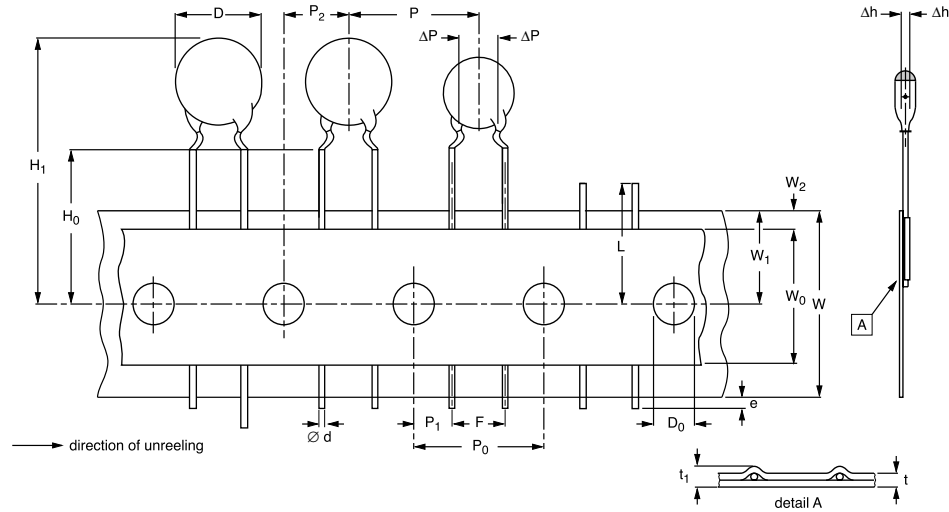 D
P₂
P
Δh
Δh
ΔP
ΔP
H₁
H₀
L
W₂
W₁
W₀
W
A
e
P₁
F
D₀
Ø d
P₀
direction of unreeling
t₁
t
detail A